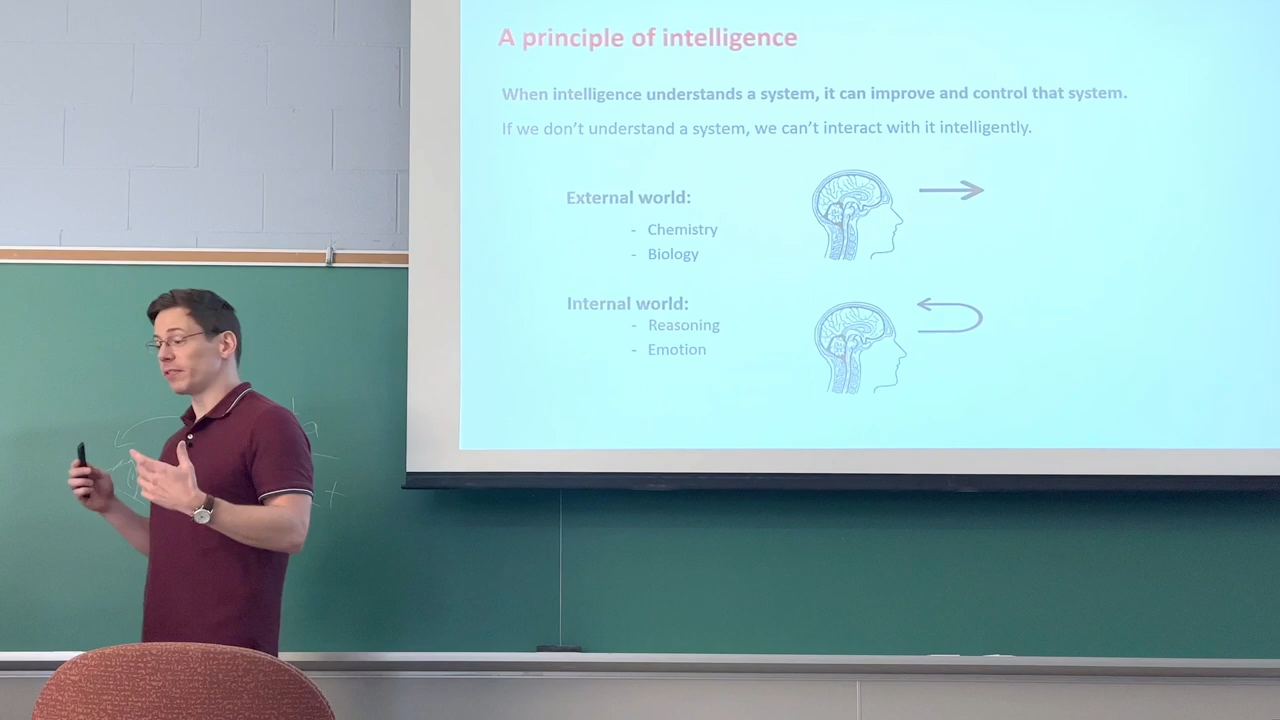 A principle of intelligence
When intelligence understands a system, it can improve and control that system.
If we don't understand a system, we can't interact with it intelligently.
External world:
- Chemistry
- Biology
Internal world:
- Reasoning
- Emotion